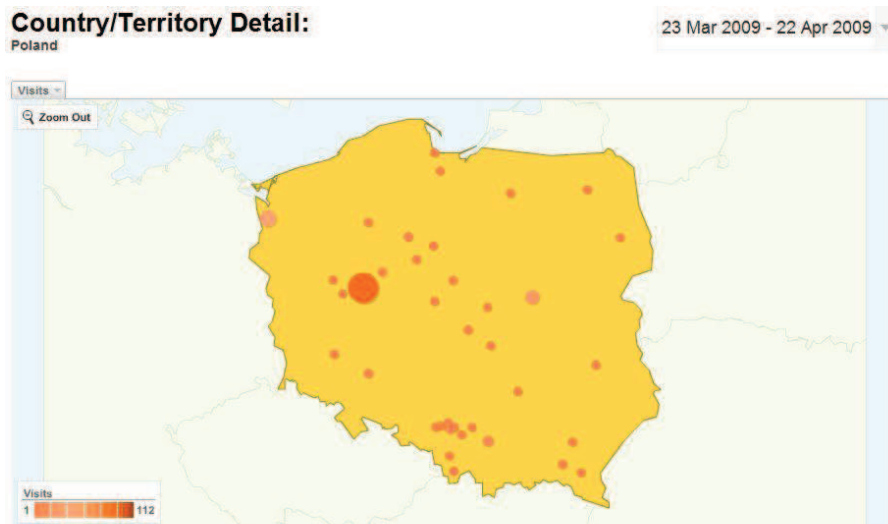 Country/Territory Detail:
Poland
23 Mar 2009 - 22 Apr 2009
Visits
Zoom Out
Visits
1 112